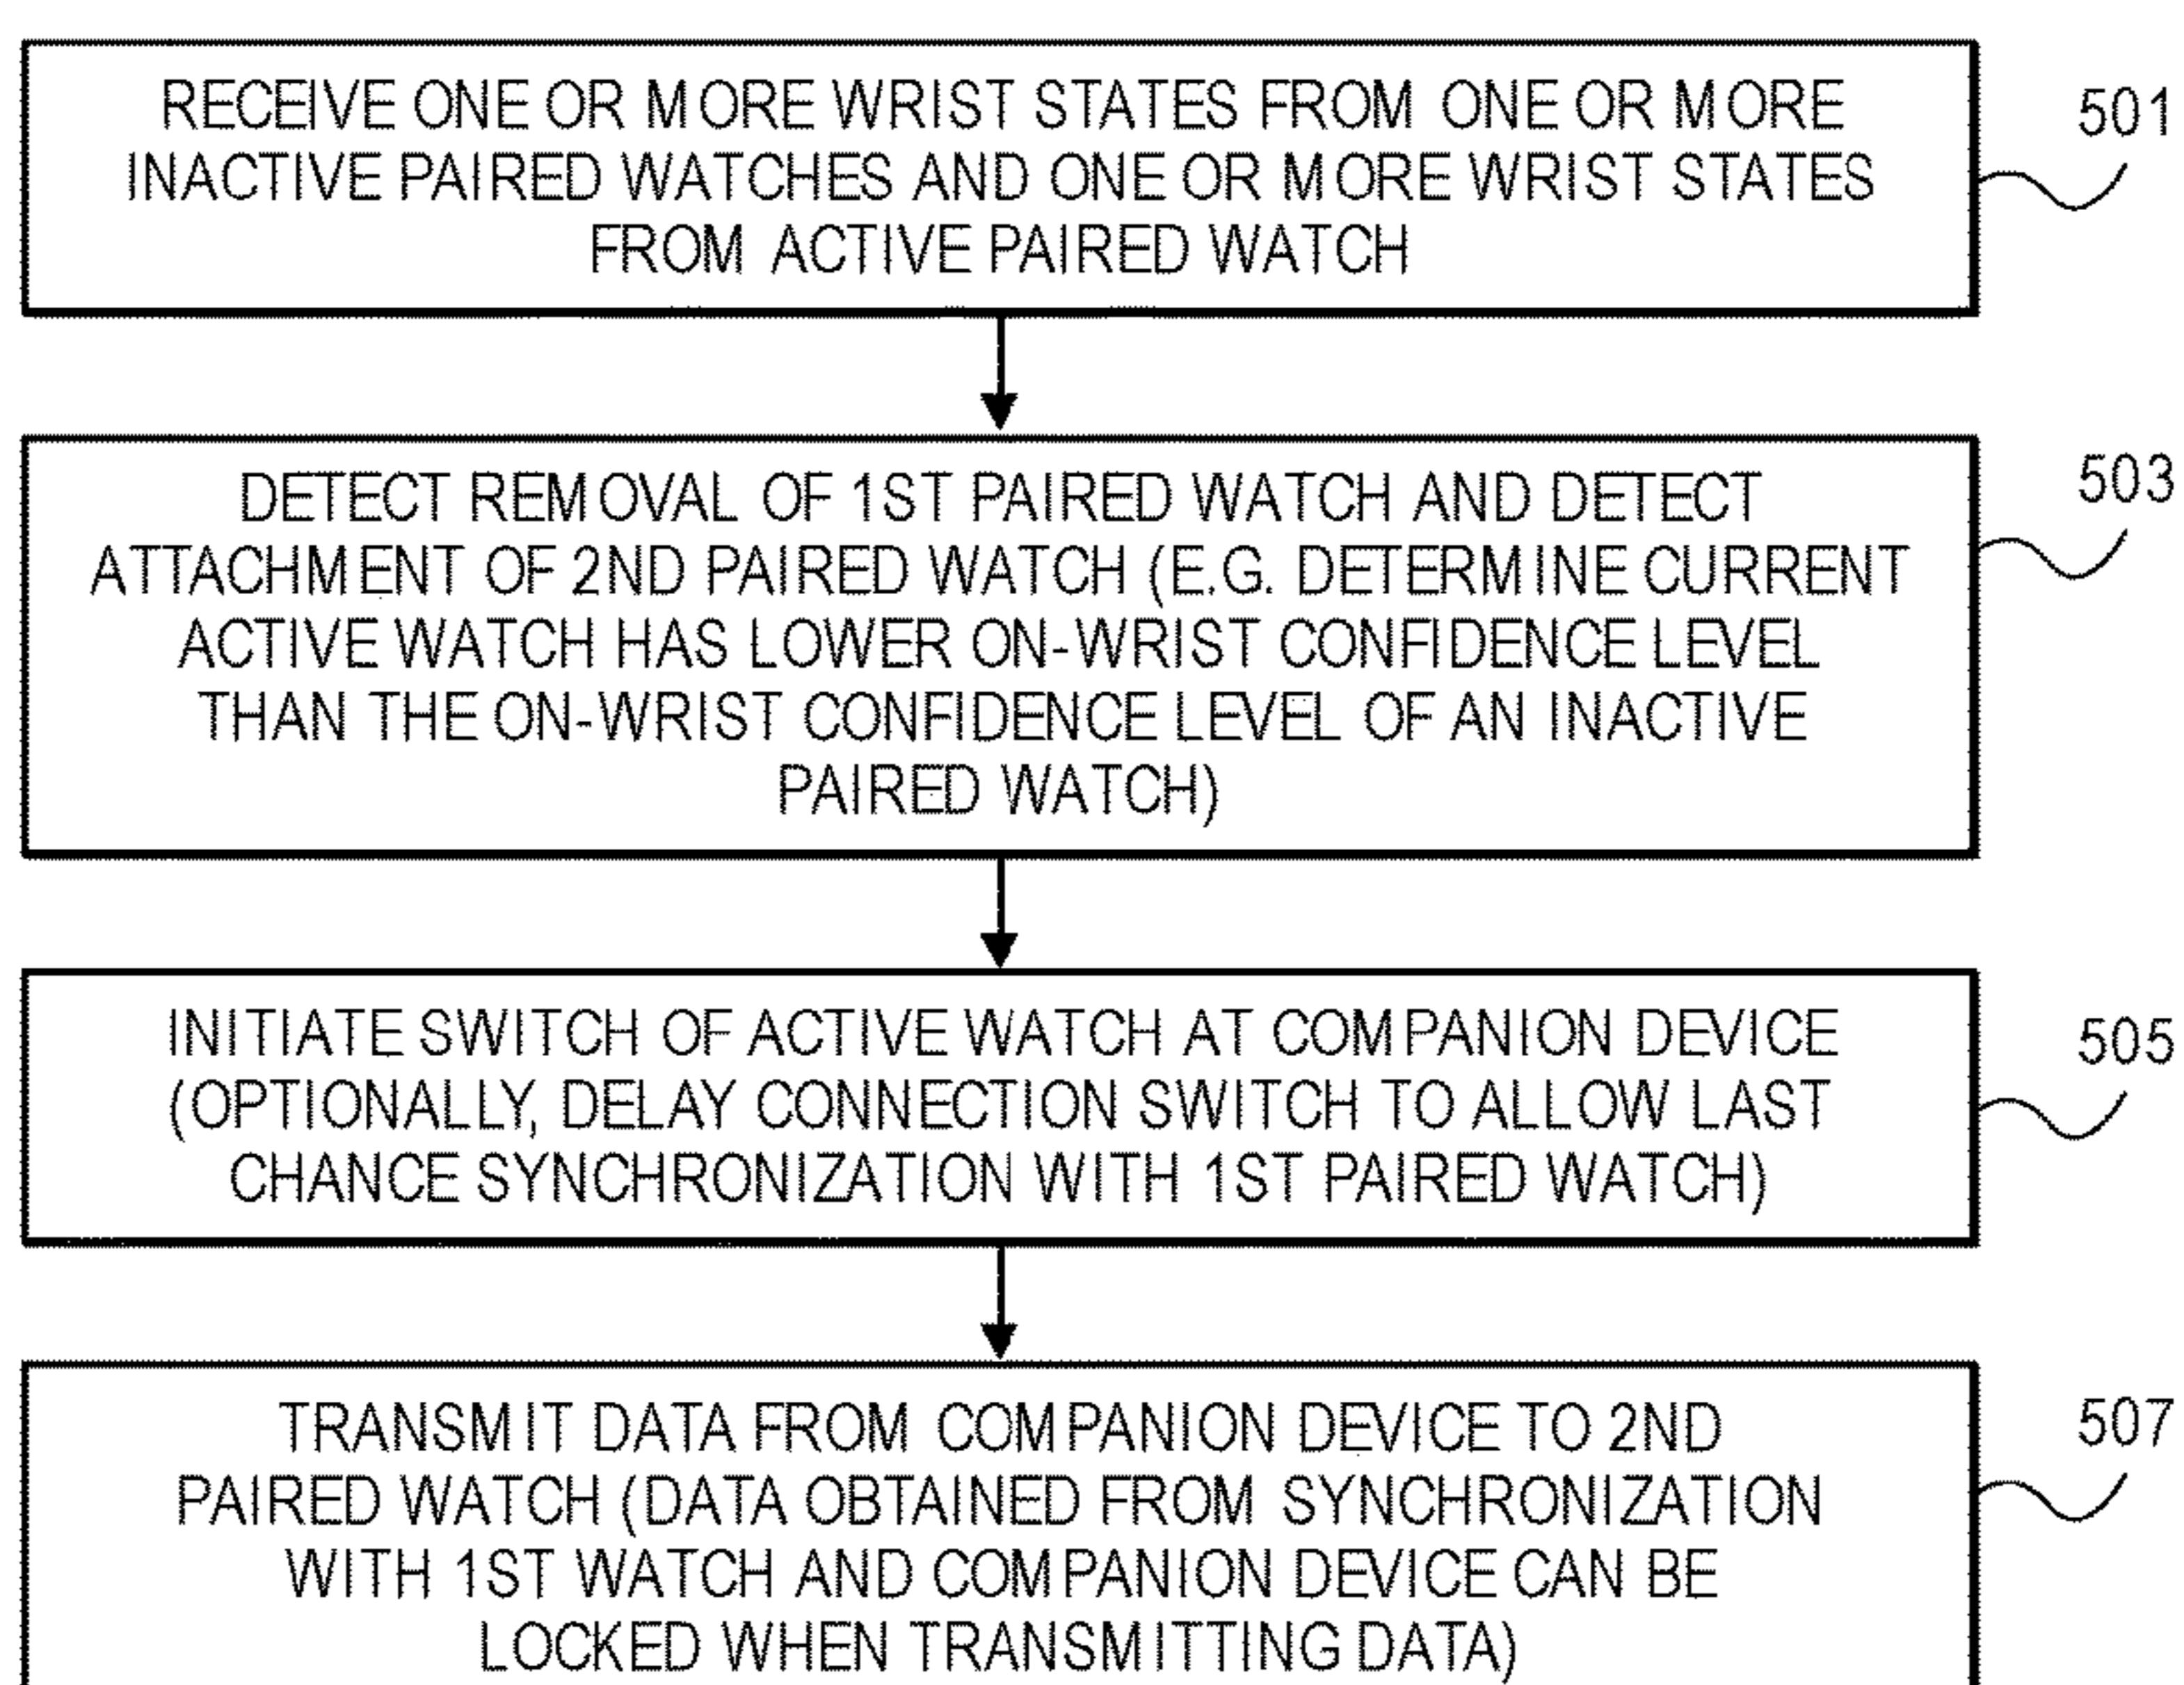 RECEIVE ONE OR MORE WRIST STATES FROM ONE OR MORE
INACTIVE PAIRED WATCHES AND ONE OR MORE WRIST STATES
FROM ACTIVE PAIRED WATCH
501
DETECT REMOVAL OF 1ST PAIRED WATCH AND DETECT
ATTACHMENT OF 2ND PAIRED WATCH (E.G. DETERMINE CURRENT
ACTIVE WATCH HAS LOWER ON-WRIST CONFIDENCE LEVEL
THAN THE ON-WRIST CONFIDENCE LEVEL OF AN INACTIVE
PAIRED WATCH)
503
INITIATE SWITCH OF ACTIVE WATCH AT COMPANION DEVICE
(OPTIONALLY, DELAY CONNECTION SWITCH TO ALLOW LAST
CHANCE SYNCHRONIZATION WITH 1ST PAIRED WATCH)
505
TRANSMIT DATA FROM COMPANION DEVICE TO 2ND
PAIRED WATCH (DATA OBTAINED FROM SYNCHRONIZATION
WITH 1ST WATCH AND COMPANION DEVICE CAN BE
LOCKED WHEN TRANSMITTING DATA)
507